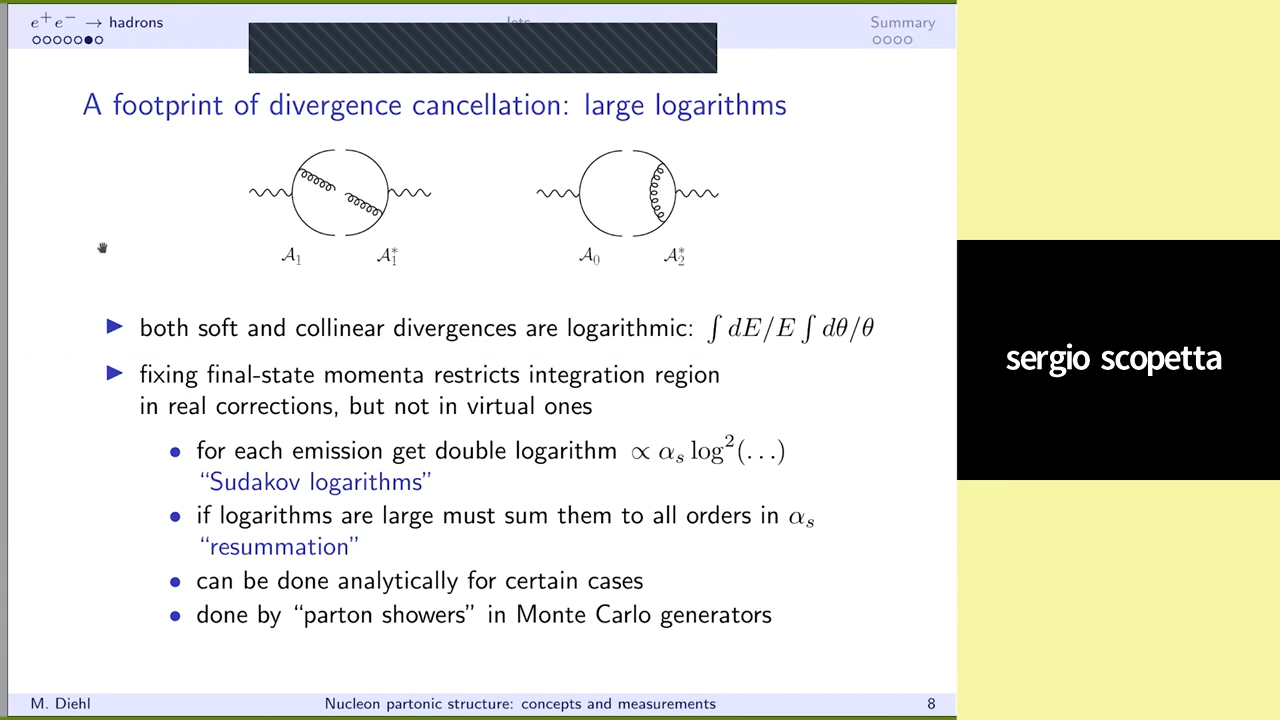 e⁺e⁻ → hadrons
Jets
Summary
A footprint of divergence cancellation: large logarithms
𝒜₁ 𝒜₁* 𝒜₀ 𝒜₂*
both soft and collinear divergences are logarithmic: ∫ dE/E ∫ dθ/θ
fixing final-state momenta restricts integration region
in real corrections, but not in virtual ones
for each emission get double logarithm ∝ αₛ log²(...)
“Sudakov logarithms”
if logarithms are large must sum them to all orders in αₛ
“resummation”
can be done analytically for certain cases
done by “parton showers” in Monte Carlo generators
M. Diehl
Nucleon partonic structure: concepts and measurements
8
sergio scopetta